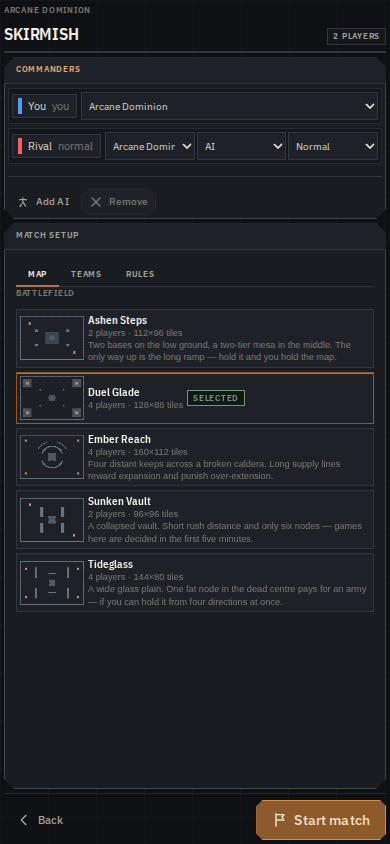 ARCANE DOMINION
SKIRMISH
2 PLAYERS
COMMANDERS
You you Arcane Dominion
Rival normal Arcane Domin AI Normal
Add AI Remove
MATCH SETUP
MAP TEAMS RULES
BATTLEFIELD
Ashen Steps
2 players · 112×96 tiles
Two bases on the low ground, a two-tier mesa in the middle. The
only way up is the long ramp — hold it and you hold the map.
Duel Glade
4 players · 128×88 tiles
SELECTED
Ember Reach
4 players · 160×112 tiles
Four distant keeps across a broken caldera. Long supply lines
reward expansion and punish over-extension.
Sunken Vault
2 players · 96×96 tiles
A collapsed vault. Short rush distance and only six nodes — games
here are decided in the first five minutes.
Tideglass
4 players · 144×80 tiles
A wide glass plain. One fat node in the dead centre pays for an army
— if you can hold it from four directions at once.
Back
Start match